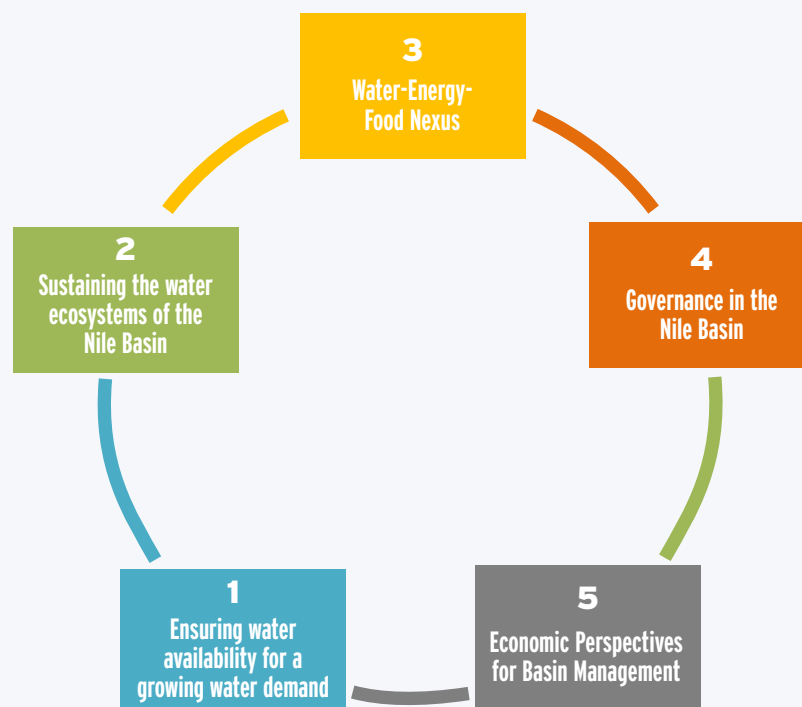 3
Water-Energy-
Food Nexus
2
Sustaining the water
ecosystems of the
Nile Basin
4
Governance in the
Nile Basin
1
Ensuring water
availability for a
growing water demand
5
Economic Perspectives
for Basin Management